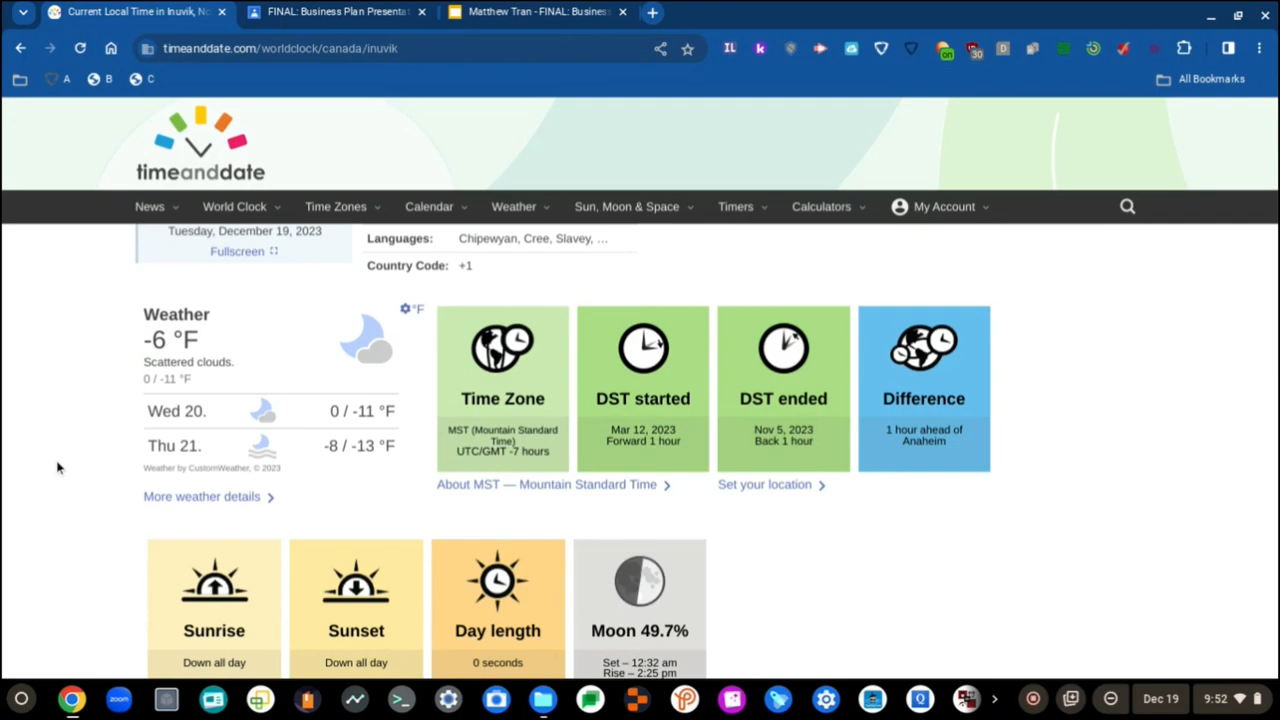 Current Local Time in Inuvik, No
FINAL: Business Plan Presenta
Matthew Tran - FINAL: Business
timeanddate.com/worldclock/canada/inuvik
IL
k
on
30
D
A
B
C
All Bookmarks
timeanddate
News
World Clock
Time Zones
Calendar
Weather
Sun, Moon & Space
Timers
Calculators
My Account
Tuesday, December 19, 2023
Fullscreen
Languages: Chipewyan, Cree, Slavey, …
Country Code: +1
Weather
°F
-6 °F
Scattered clouds.
0 / -11 °F
Wed 20. 0 / -11 °F
Thu 21. -8 / -13 °F
Weather by CustomWeather, © 2023
More weather details
Time Zone
MST (Mountain Standard
Time)
UTC/GMT -7 hours
DST started
Mar 12, 2023
Forward 1 hour
DST ended
Nov 5, 2023
Back 1 hour
Difference
1 hour ahead of
Anaheim
About MST — Mountain Standard Time
Set your location
Sunrise
Down all day
Sunset
Down all day
Day length
0 seconds
Moon 49.7%
Set – 12:32 am
Rise – 2:25 pm
zoom
Q
Dec 19
9:52